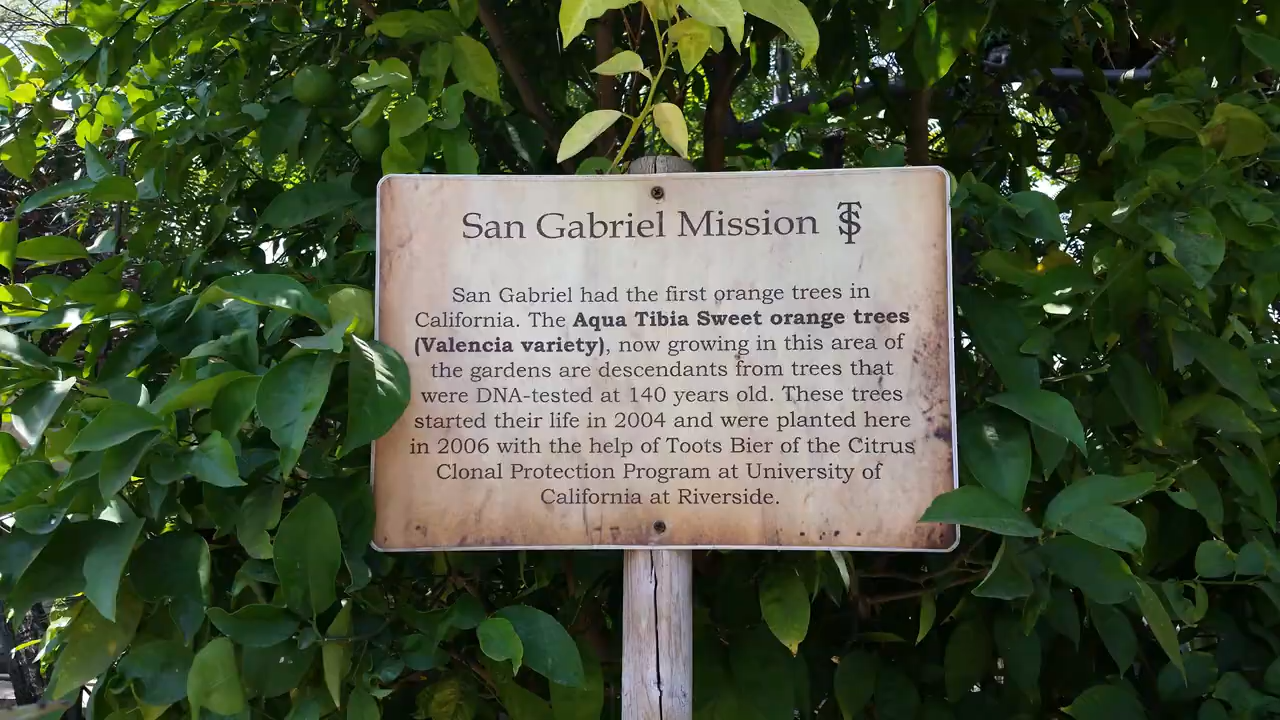 San Gabriel Mission
San Gabriel had the first orange trees in
California. The Aqua Tibia Sweet orange trees
(Valencia variety), now growing in this area of
the gardens are descendants from trees that
were DNA-tested at 140 years old. These trees
started their life in 2004 and were planted here
in 2006 with the help of Toots Bier of the Citrus
Clonal Protection Program at University of
California at Riverside.